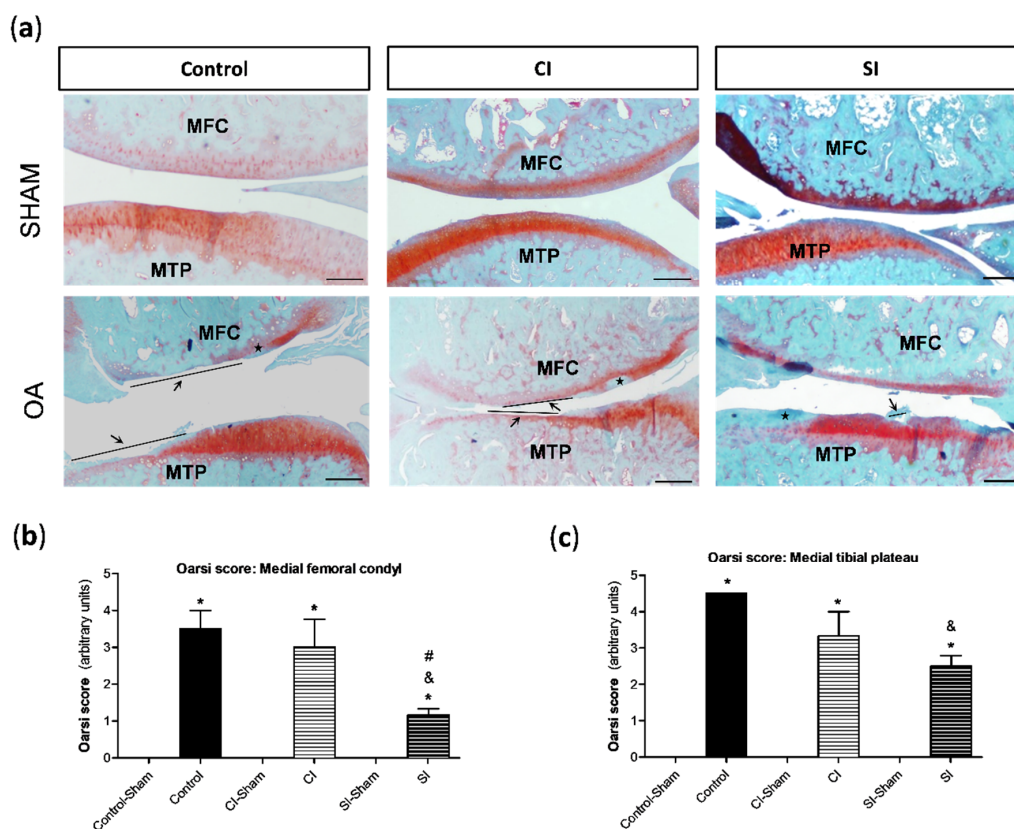 (a)
Control CI SI
SHAM
MFC MFC MFC
MTP MTP MTP
OA
MFC MFC MFC
★ ★ ★
MTP MTP MTP
(b)
Oarsi score: Medial femoral condyl
Oarsi score (arbitrary units)
5
4
3
2
1
0
* * # & *
Control-Sham Control CI-Sham CI SI-Sham SI
(c)
Oarsi score: Medial tibial plateau
Oarsi score (arbitrary units)
5
4
3
2
1
0
* * & *
Control-Sham Control CI-Sham CI SI-Sham SI